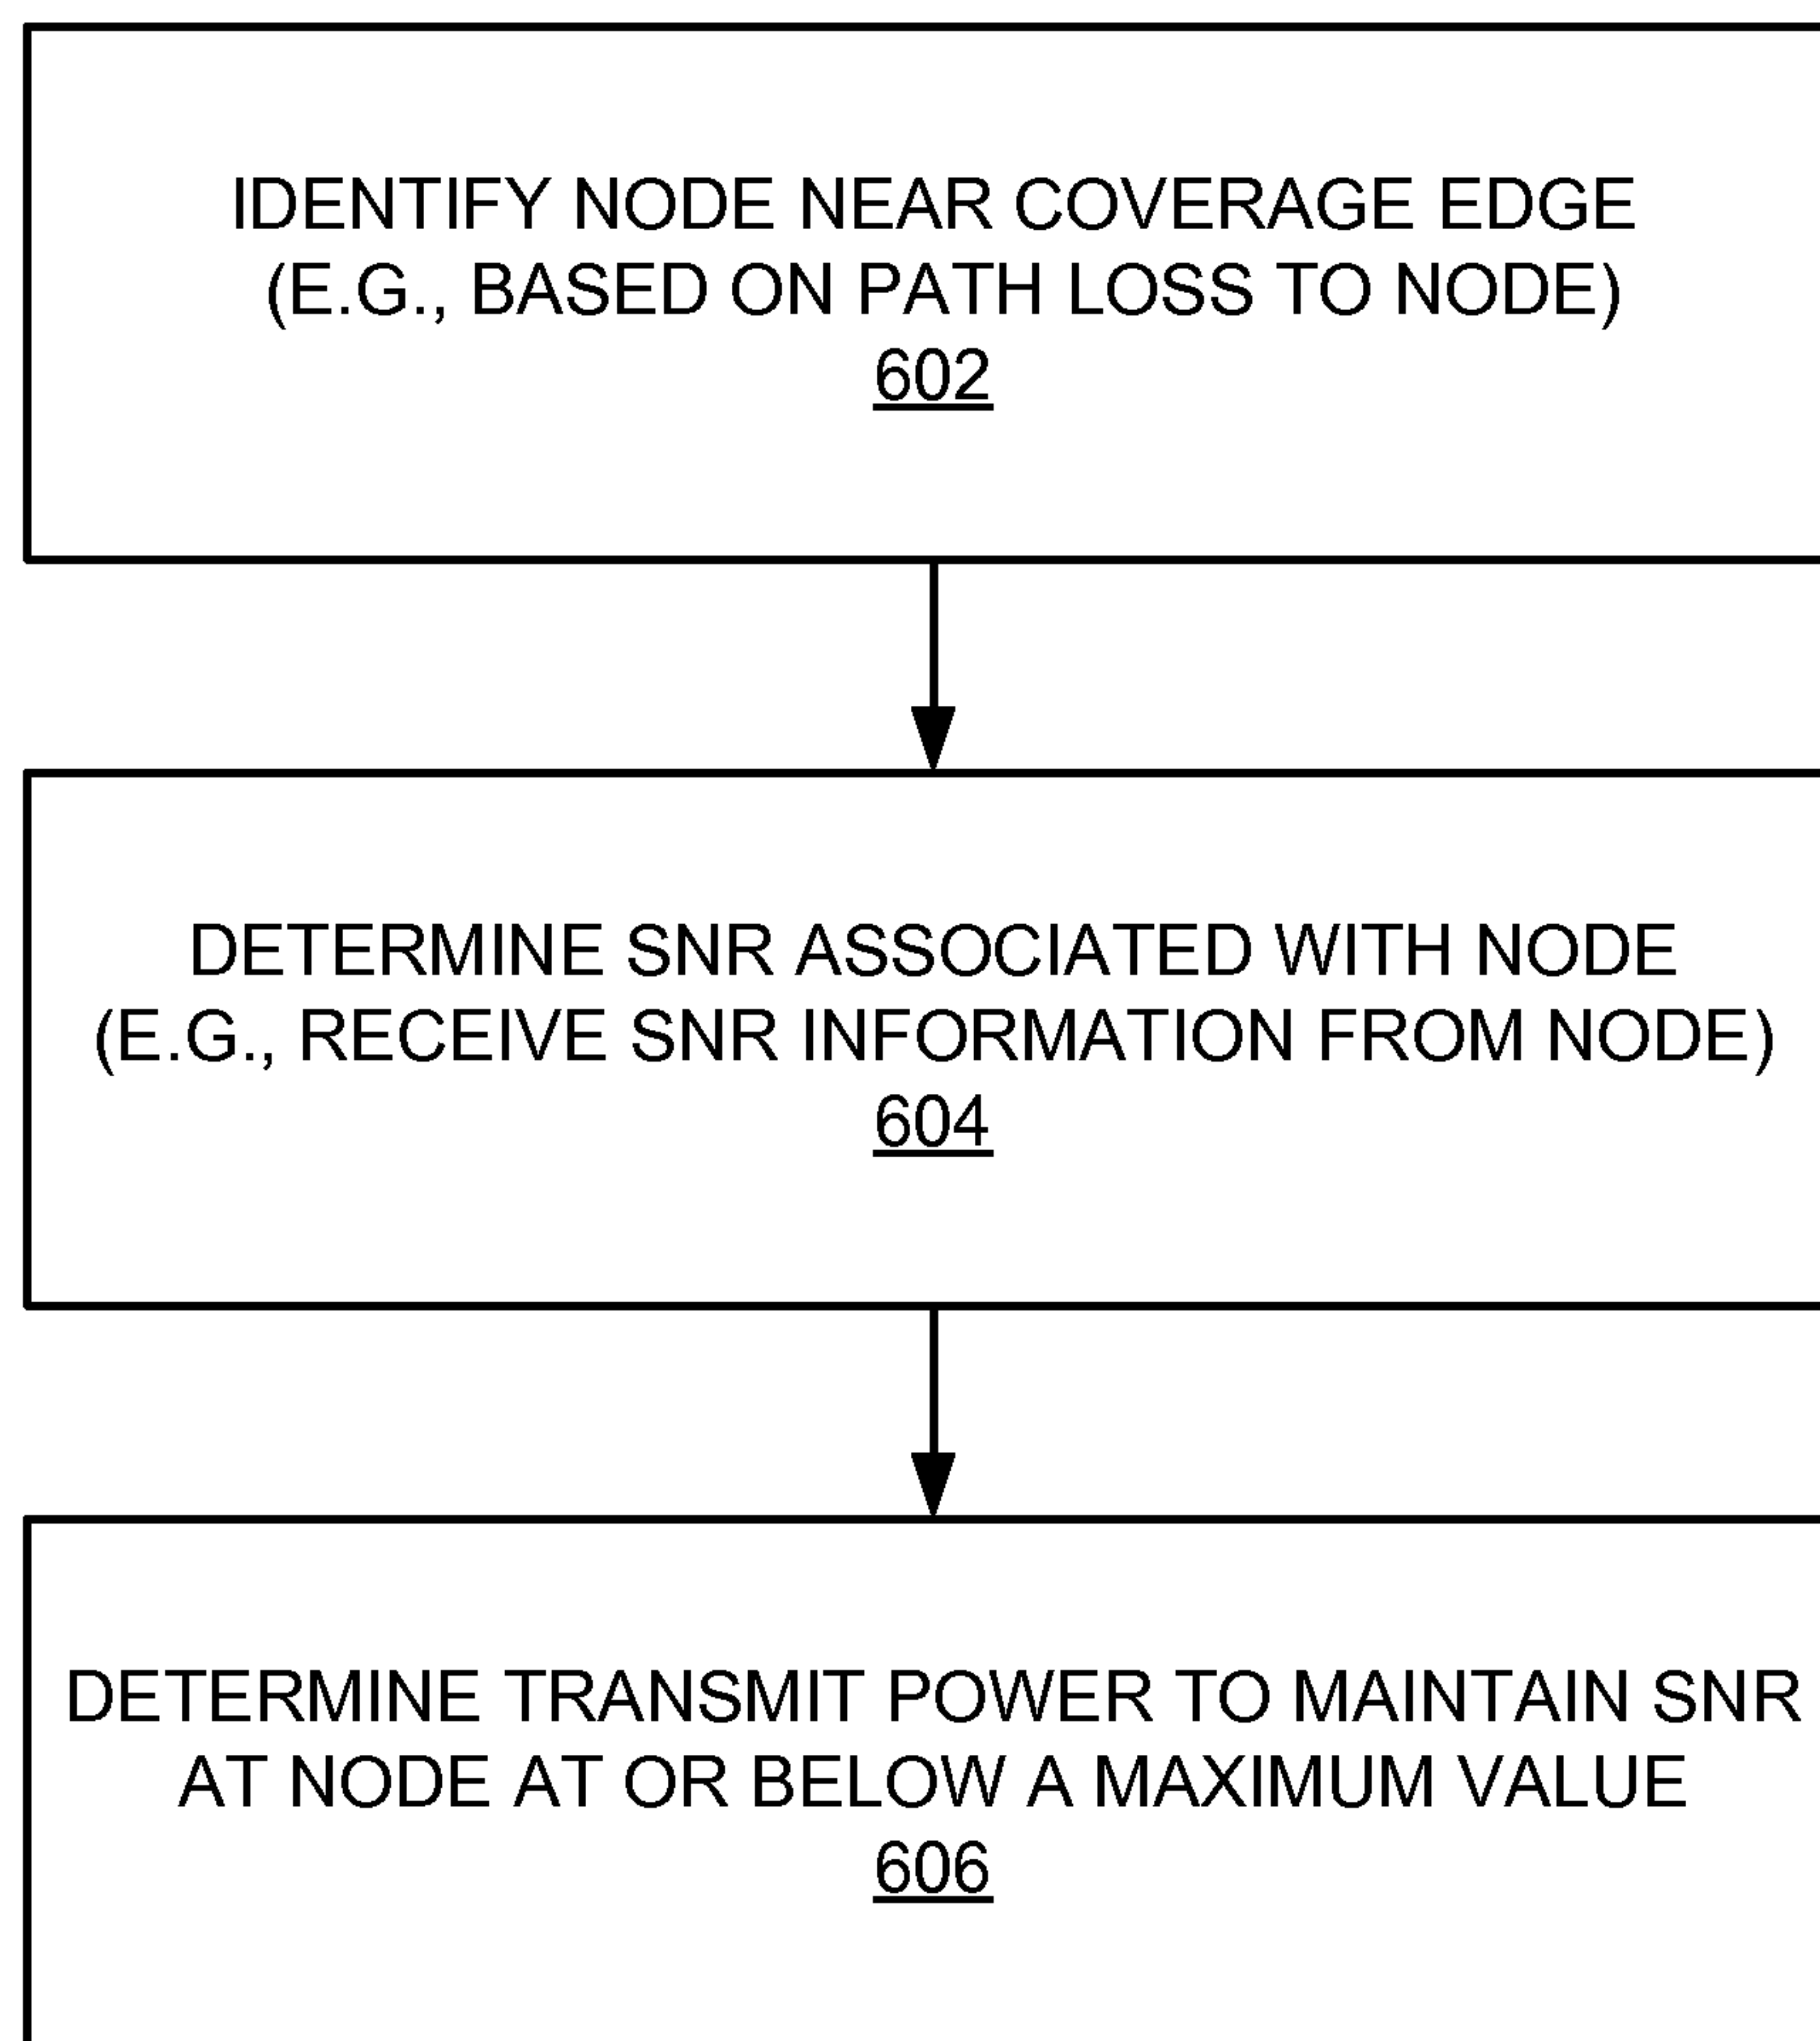 IDENTIFY NODE NEAR COVERAGE EDGE
(E.G., BASED ON PATH LOSS TO NODE)
602
DETERMINE SNR ASSOCIATED WITH NODE
(E.G., RECEIVE SNR INFORMATION FROM NODE)
604
DETERMINE TRANSMIT POWER TO MAINTAIN SNR
AT NODE AT OR BELOW A MAXIMUM VALUE
606